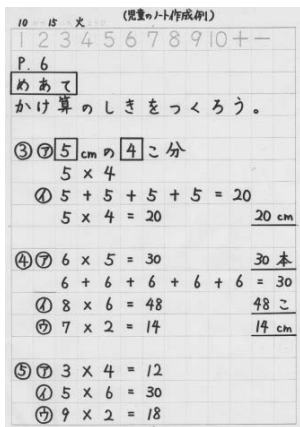 (児童のノート作成例1)
10 — 15 火
1 2 3 4 5 6 7 8 9 10 + −
P. 6
めあて
かけ算のしきをつくろう。
③ ㋐ 5 cm の 4 こ分
5 × 4
㋑ 5 + 5 + 5 + 5 = 20
5 × 4 = 20 20 cm
④ ㋐ 6 × 5 = 30 30 本
6 + 6 + 6 + 6 + 6 = 30
㋑ 8 × 6 = 48 48 こ
㋒ 7 × 2 = 14 14 cm
⑤ ㋐ 3 × 4 = 12
㋑ 5 × 6 = 30
㋒ 9 × 2 = 18